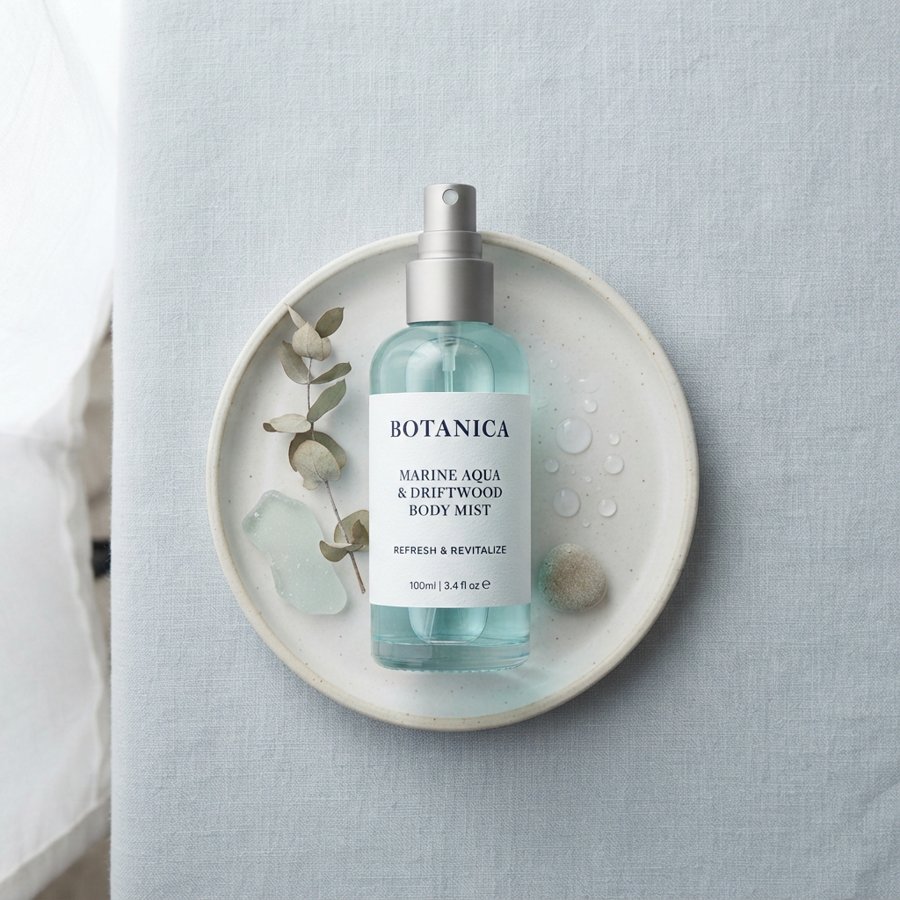 BOTANICA
MARINE AQUA
& DRIFTWOOD
BODY MIST
REFRESH & REVITALIZE
100ml | 3.4 fl oz ℮